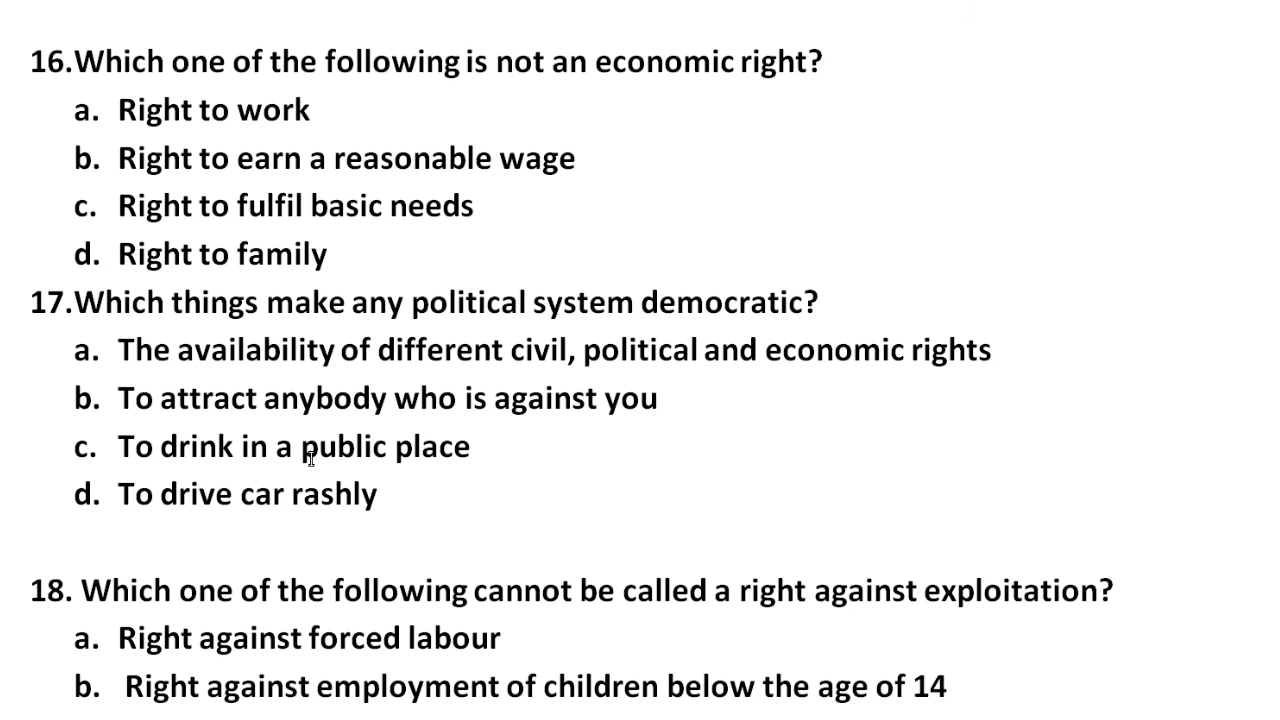 16.Which one of the following is not an economic right?
a. Right to work
b. Right to earn a reasonable wage
c. Right to fulfil basic needs
d. Right to family
17.Which things make any political system democratic?
a. The availability of different civil, political and economic rights
b. To attract anybody who is against you
c. To drink in a public place
d. To drive car rashly
18. Which one of the following cannot be called a right against exploitation?
a. Right against forced labour
b. Right against employment of children below the age of 14